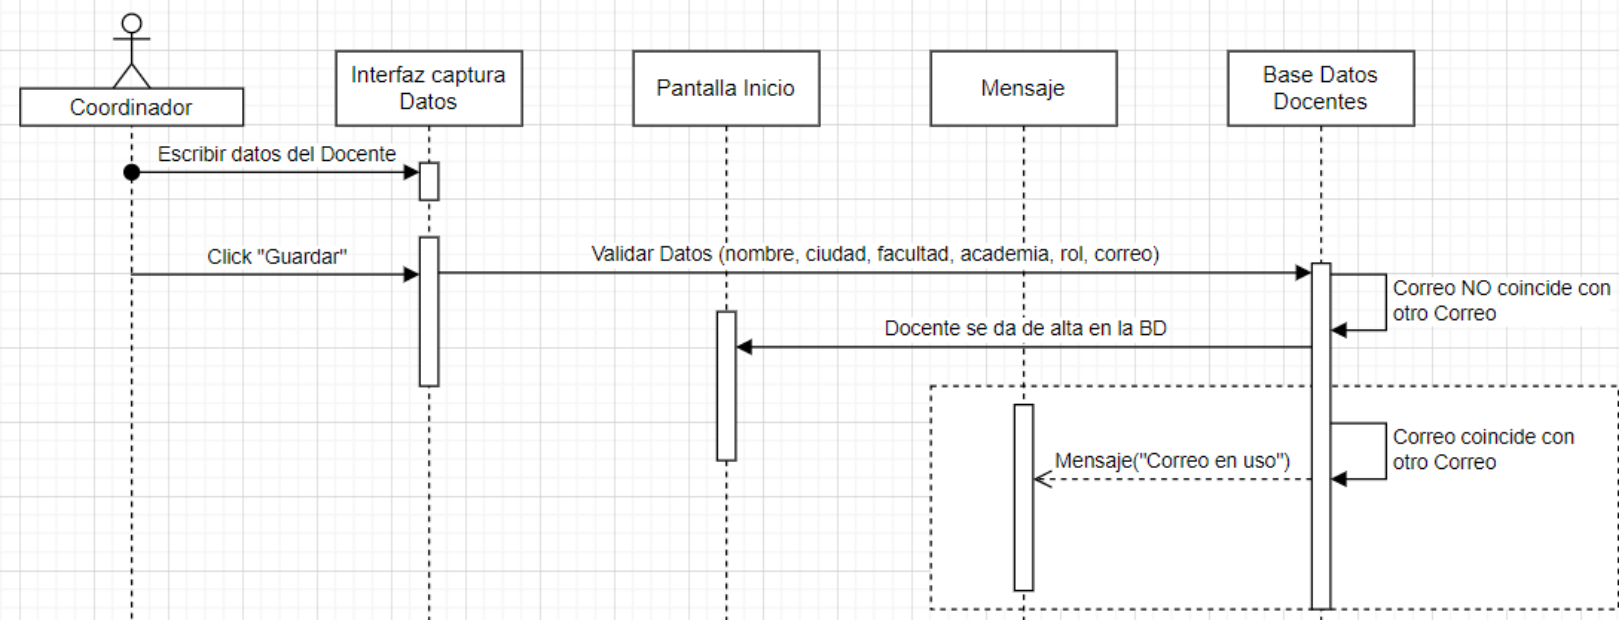 Coordinador
Interfaz captura
Datos
Pantalla Inicio
Mensaje
Base Datos
Docentes
Escribir datos del Docente
Click "Guardar"
Validar Datos (nombre, ciudad, facultad, academia, rol, correo)
Correo NO coincide con
otro Correo
Docente se da de alta en la BD
Correo coincide con
otro Correo
Mensaje("Correo en uso")